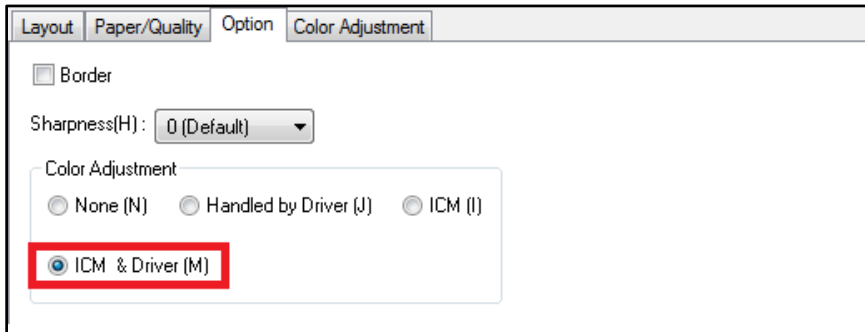 Layout Paper/Quality Option Color Adjustment
Border
Sharpness(H) : 0 (Default)
Color Adjustment
None (N) Handled by Driver (J) ICM (I)
ICM & Driver (M)